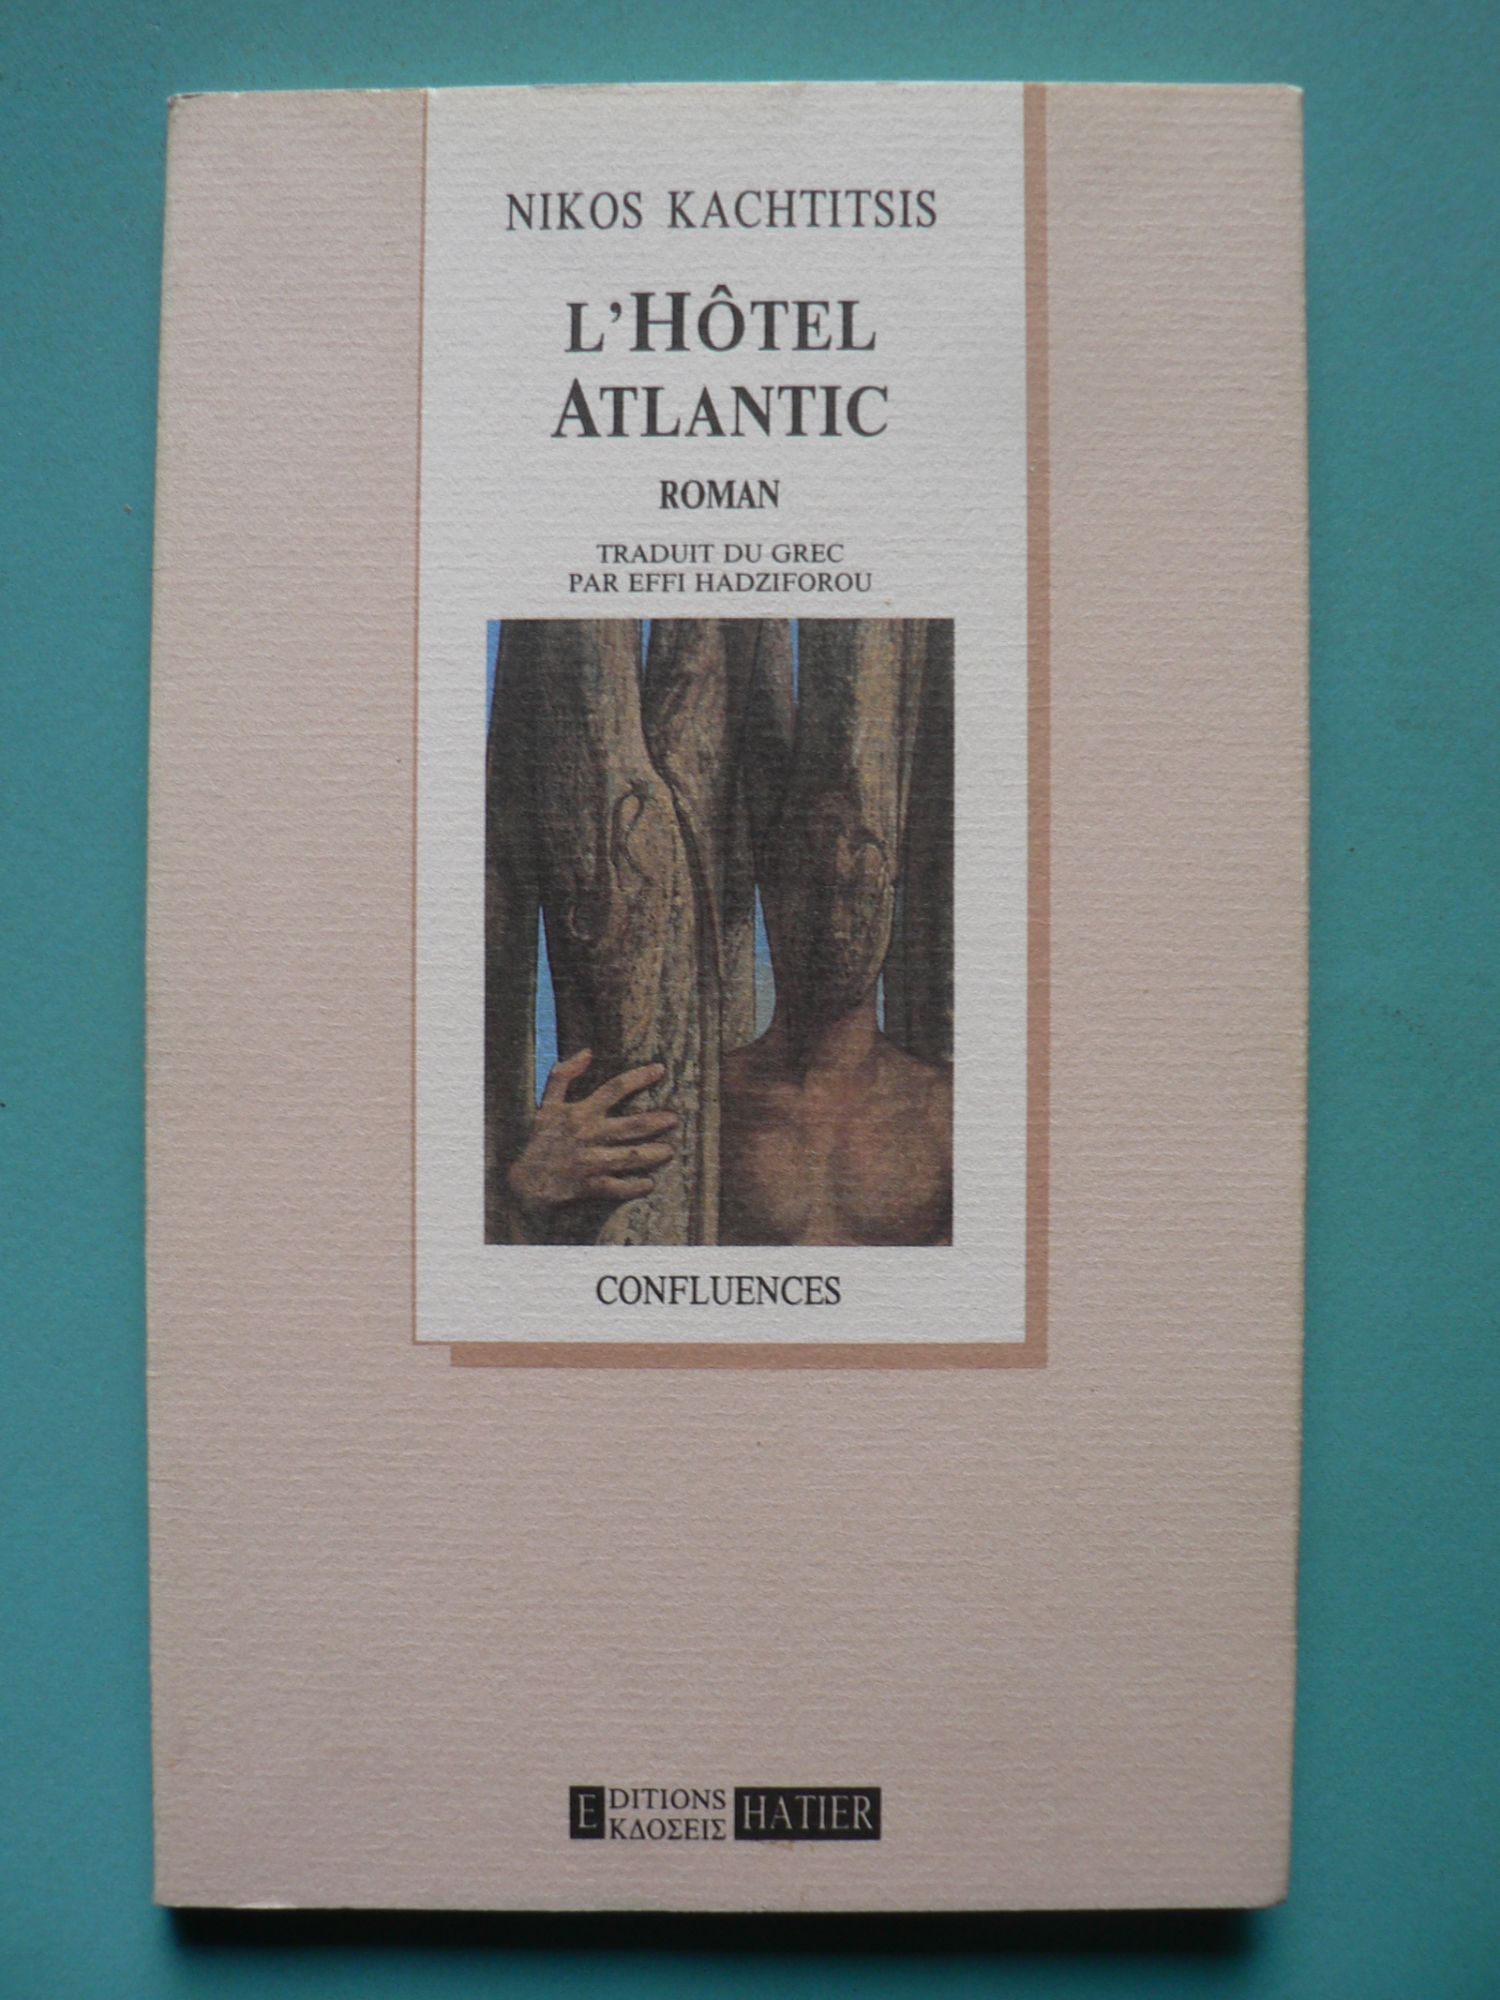 NIKOS KACHTITSIS
L'HÔTEL
ATLANTIC
ROMAN
TRADUIT DU GREC
PAR EFFI HADZIFOROU
CONFLUENCES
EDITIONS HATIER
ΕΚΔΟΣΕΙΣ